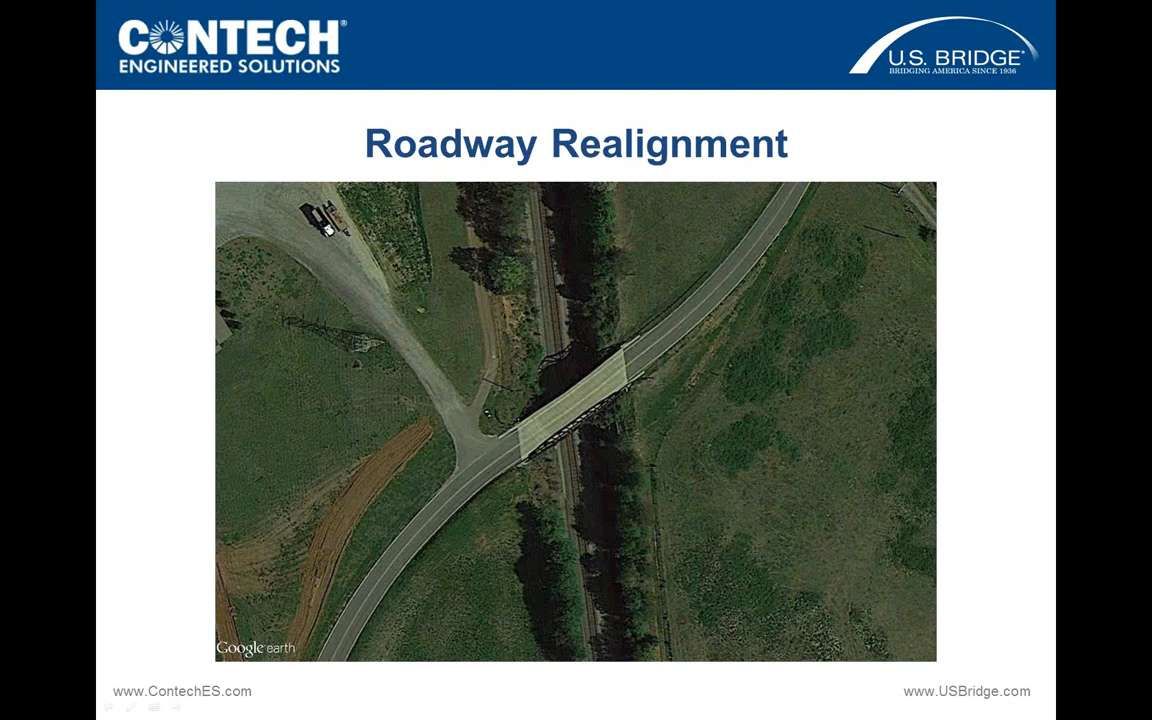 CONTECH®
ENGINEERED SOLUTIONS
U.S. BRIDGE®
BRIDGING AMERICA SINCE 1936
Roadway Realignment
Google earth
www.ContechES.com
www.USBridge.com